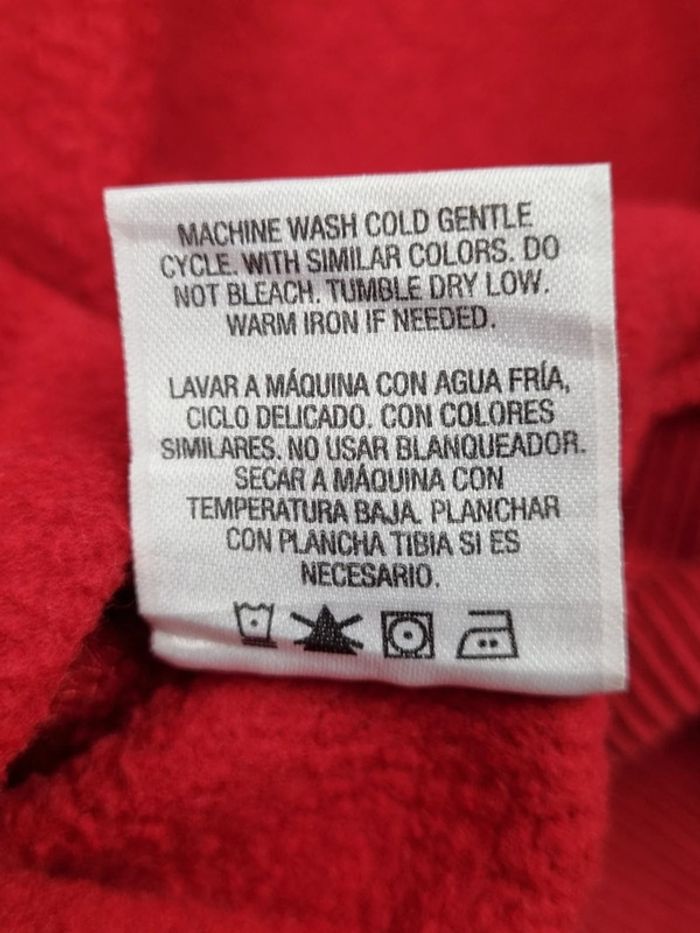 MACHINE WASH COLD GENTLE
CYCLE. WITH SIMILAR COLORS. DO
NOT BLEACH. TUMBLE DRY LOW.
WARM IRON IF NEEDED.
LAVAR A MÁQUINA CON AGUA FRÍA,
CICLO DELICADO. CON COLORES
SIMILARES. NO USAR BLANQUEADOR.
SECAR A MÁQUINA CON
TEMPERATURA BAJA. PLANCHAR
CON PLANCHA TIBIA SI ES
NECESARIO.